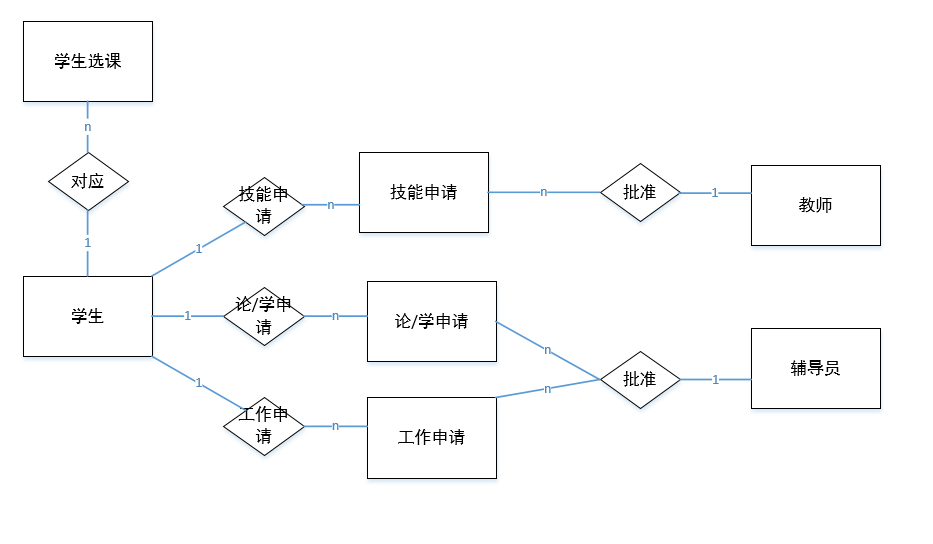 学生选课
n
对应
1
学生
1
技能申
请
n
技能申请
n
批准
1
教师
1
论/学申
请
n
论/学申请
n
1
工作申
请
n
工作申请
n
批准
1
辅导员